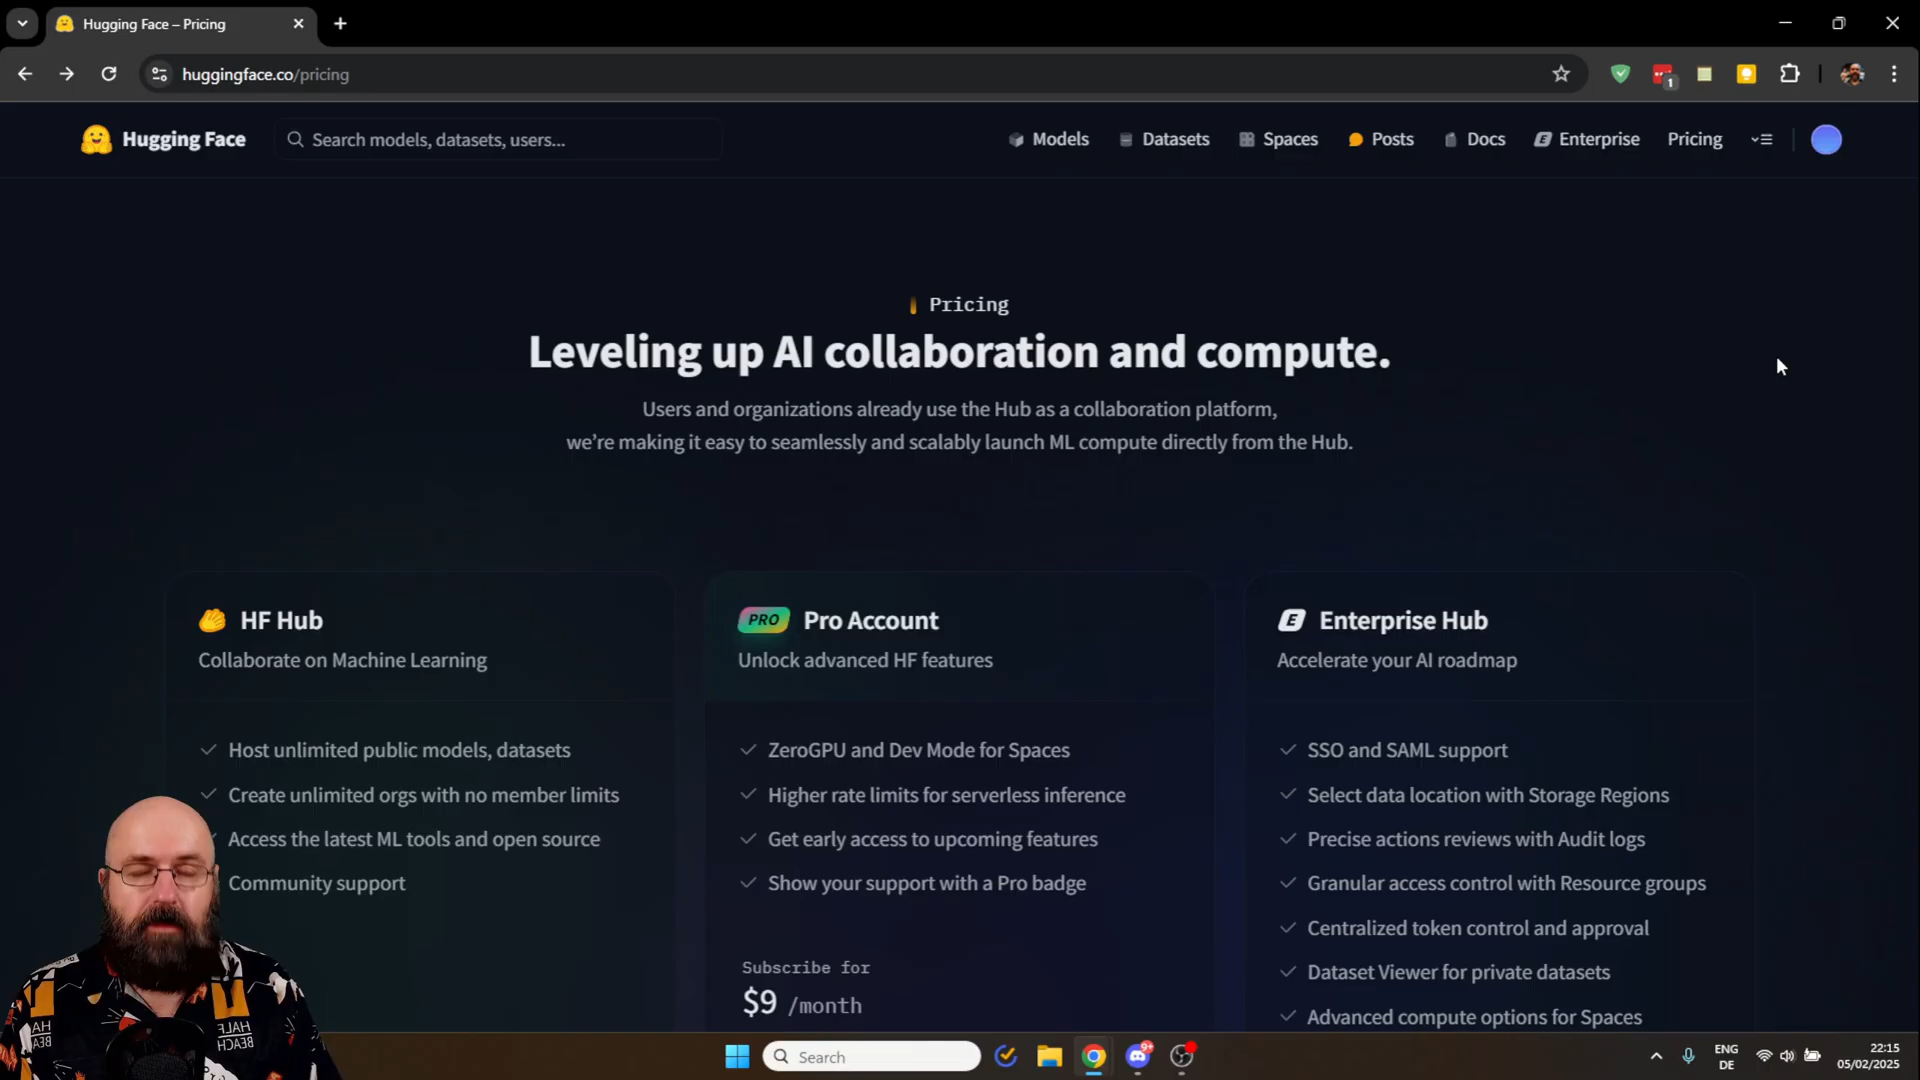 Hugging Face – Pricing
huggingface.co/pricing
1
Hugging Face
Search models, datasets, users...
Models
Datasets
Spaces
Posts
Docs
Enterprise
Pricing
Pricing
Leveling up AI collaboration and compute.
Users and organizations already use the Hub as a collaboration platform,
we’re making it easy to seamlessly and scalably launch ML compute directly from the Hub.
HF Hub
Collaborate on Machine Learning
Host unlimited public models, datasets
Create unlimited orgs with no member limits
Access the latest ML tools and open source
Community support
PRO Pro Account
Unlock advanced HF features
ZeroGPU and Dev Mode for Spaces
Higher rate limits for serverless inference
Get early access to upcoming features
Show your support with a Pro badge
Subscribe for
$9 /month
E Enterprise Hub
Accelerate your AI roadmap
SSO and SAML support
Select data location with Storage Regions
Precise actions reviews with Audit logs
Granular access control with Resource groups
Centralized token control and approval
Dataset Viewer for private datasets
Advanced compute options for Spaces
HALF
BEACH
Search
9+
ENG
DE
22:15
05/02/2025